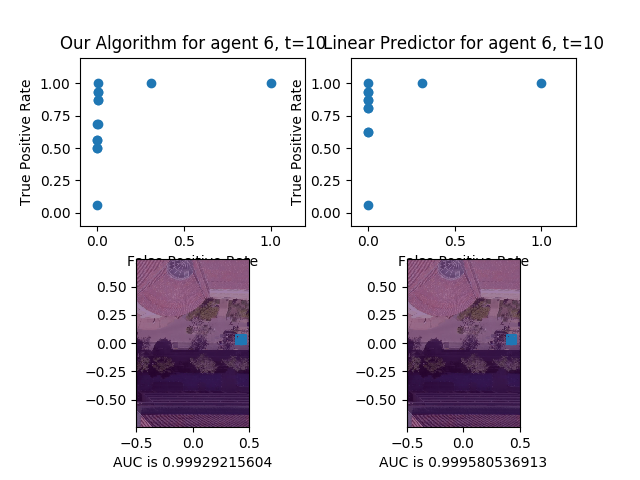 Our Algorithm for agent 6, t=10
Linear Predictor for agent 6, t=10
True Positive Rate
1.00
0.75
0.50
0.25
0.00
0.0 0.5 1.0
False Positive Rate
True Positive Rate
1.00
0.75
0.50
0.25
0.00
0.0 0.5 1.0
False Positive Rate
0.50
0.25
0.00
−0.25
−0.50
−0.5 0.0 0.5
AUC is 0.99929215604
0.50
0.25
0.00
−0.25
−0.50
−0.5 0.0 0.5
AUC is 0.999580536913